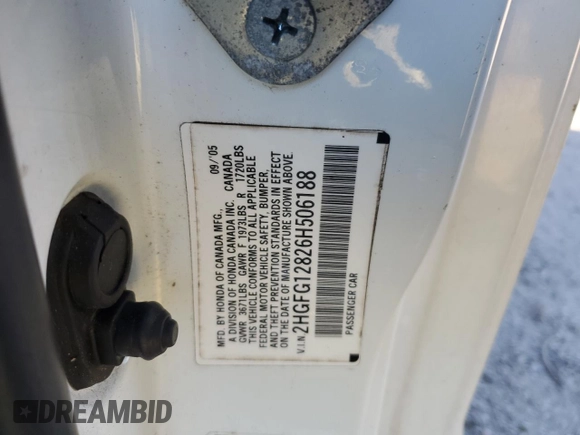 MFD. BY HONDA OF CANADA MFG., 09/'05
A DIVISION OF HONDA CANADA INC. CANADA
GVWR 3671LBS GAWR F 1973LBS R 1720LBS
THIS VEHICLE CONFORMS TO ALL APPLICABLE
FEDERAL MOTOR VEHICLE SAFETY, BUMPER,
AND THEFT PREVENTION STANDARDS IN EFFECT
ON THE DATE OF MANUFACTURE SHOWN ABOVE.
V.I.N. 2HGFG12826H506188
PASSENGER CAR
DREAMBID